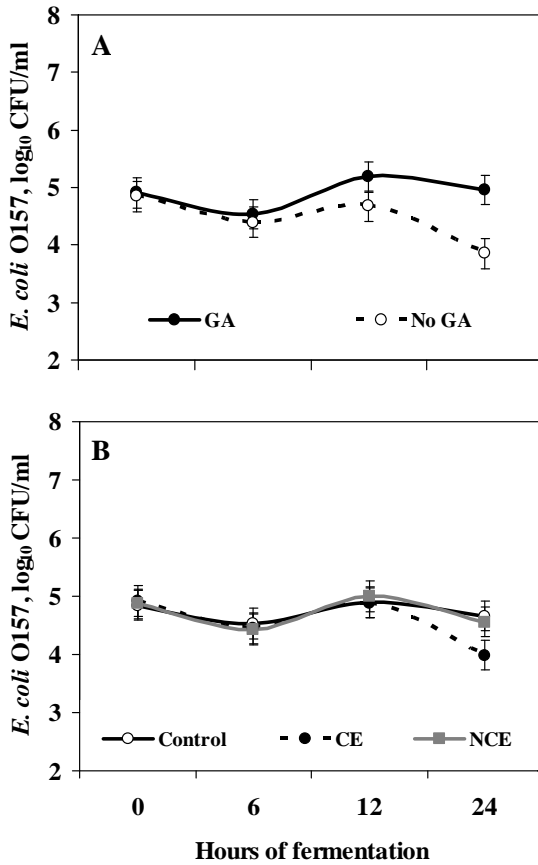 8
A
7
6
5
4
3
2
E. coli O157, log₁₀ CFU/ml
GA
No GA
8
B
7
6
5
4
3
2
E. coli O157, log₁₀ CFU/ml
Control
CE
NCE
0 6 12 24
Hours of fermentation